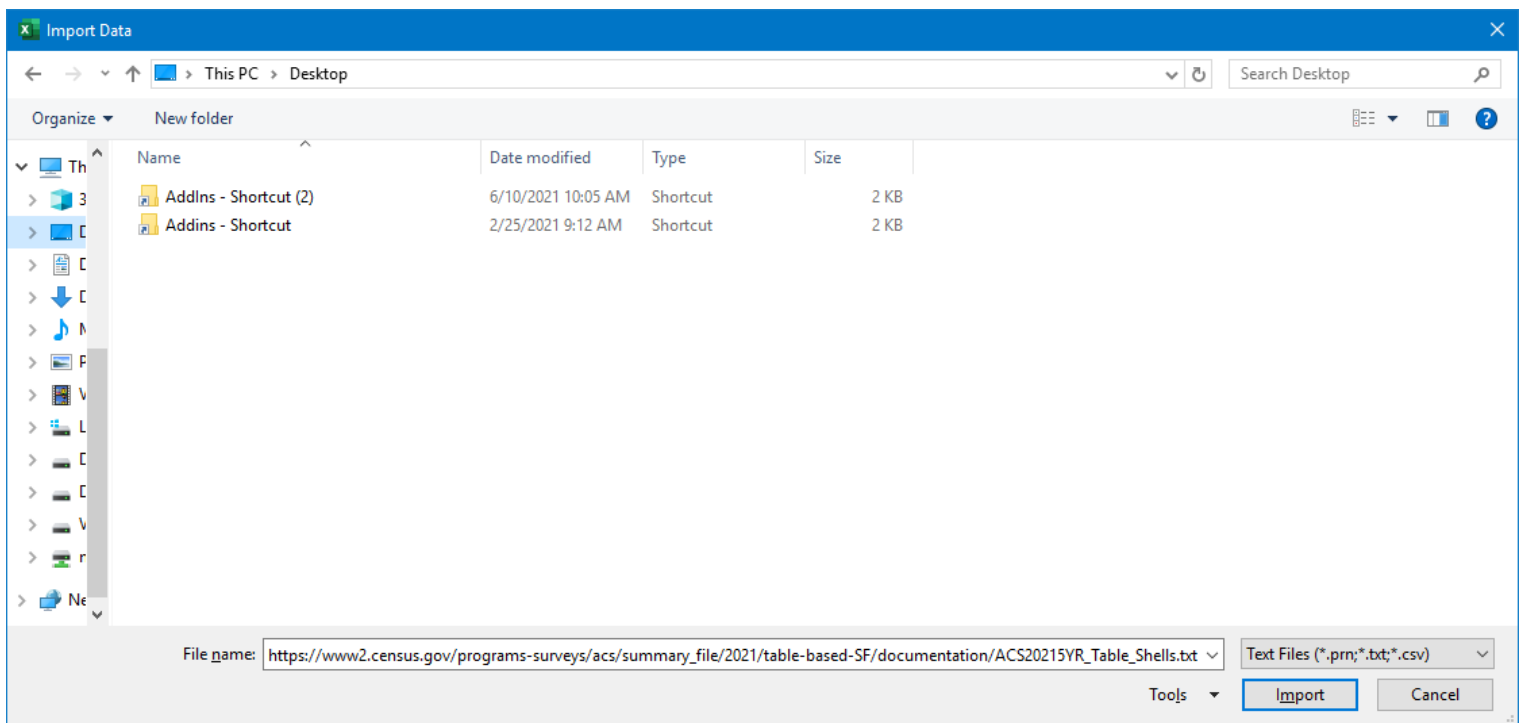 Import Data
This PC > Desktop
Search Desktop
Organize
New folder
Name Date modified Type Size
AddIns - Shortcut (2) 6/10/2021 10:05 AM Shortcut 2 KB
Addins - Shortcut 2/25/2021 9:12 AM Shortcut 2 KB
Th
3
D
N
P
V
L
V
r
Ne
File name: https://www2.census.gov/programs-surveys/acs/summary_file/2021/table-based-SF/documentation/ACS20215YR_Table_Shells.txt Text Files (*.prn;*.txt;*.csv)
Tools Import Cancel